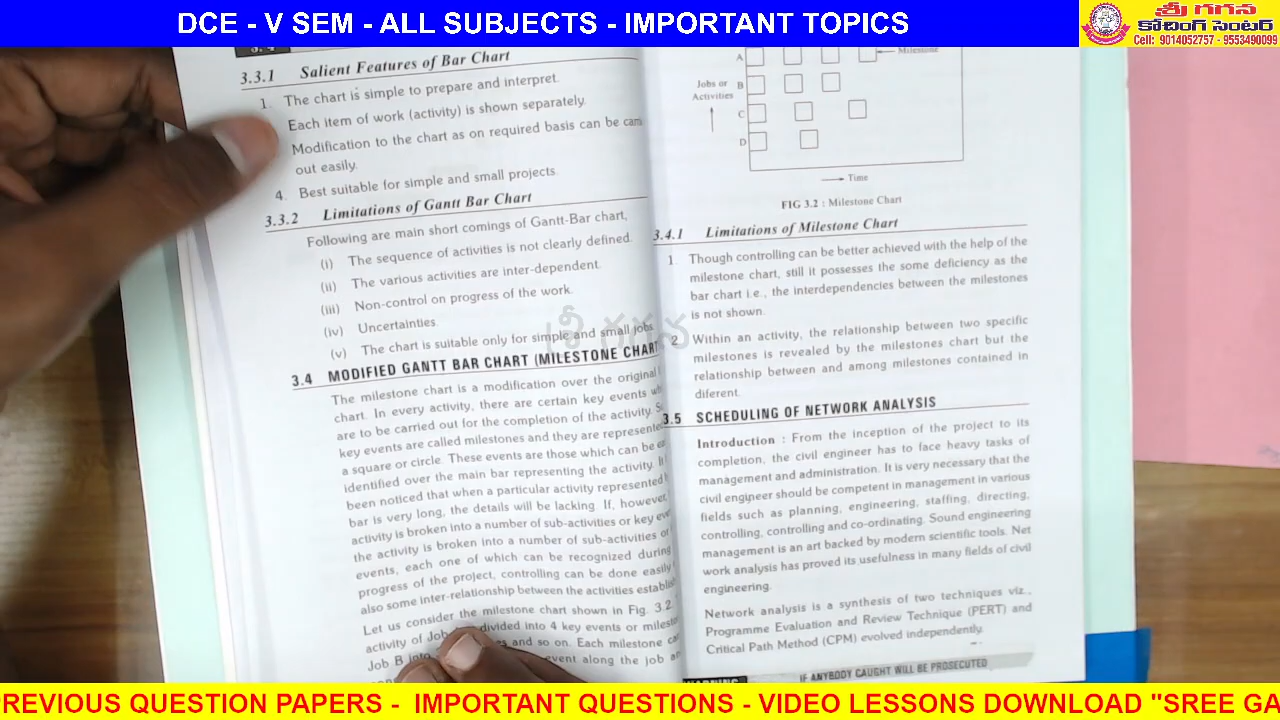 DCE - V SEM - ALL SUBJECTS - IMPORTANT TOPICS
శ్రీ గగన
కోచింగ్ సెంటర్
Cell: 9014052757 - 9553490099
3.3.1 Salient Features of Bar Chart
1. The chart is simple to prepare and interpret.
Each item of work (activity) is shown separately.
Modification to the chart as on required basis can be
out easily.
4. Best suitable for simple and small projects.
3.3.2 Limitations of Gantt Bar Chart
Following are main short comings of Gantt-Bar chart,
(i) The sequence of activities is not clearly defined.
(ii) The various activities are inter-dependent.
(iii) Non-control on progress of the work.
(iv) Uncertainties.
(v) The chart is suitable only for simple and small jobs
3.4 MODIFIED GANTT BAR CHART (MILESTONE CHART
The milestone chart is a modification over the original
chart. In every activity, there are certain key events
are to be carried out for the completion of the activity.
key events are called milestones and they are represented
a square or circle. These events are those which can be
identified over the main bar representing the activity. It
been noticed that when a particular activity represented
bar is very long, the details will be lacking. If, however,
activity is broken into a number of sub-activities or key
the activity is broken into a number of sub-activities or
events, each one of which can be recognized during
progress of the project, controlling can be done easily
also some inter-relationship between the activities
Let us consider the milestone chart shown in Fig. 3.2.
activity of Job divided into 4 key events or
Job B into and so on. Each milestone
event along the job
Milestone
A
Jobs or
Activities
B
C
D
Time
FIG 3.2 : Milestone Chart
3.4.1 Limitations of Milestone Chart
1. Though controlling can be better achieved with the help of the
milestone chart, still it possesses the some deficiency as the
bar chart i.e., the interdependencies between the milestones
is not shown.
2. Within an activity, the relationship between two specific
milestones is revealed by the milestones chart but the
relationship between and among milestones contained in
diferent.
3.5 SCHEDULING OF NETWORK ANALYSIS
Introduction : From the inception of the project to its
completion, the civil engineer has to face heavy tasks of
management and administration. It is very necessary that the
civil engineer should be competent in management in various
fields such as planning, engineering, staffing, directing,
controlling, controlling and co-ordinating. Sound engineering
management is an art backed by modern scientific tools. Net
work analysis has proved its usefulness in many fields of civil
engineering.
Network analysis is a synthesis of two techniques viz.,
Programme Evaluation and Review Technique (PERT) and
Critical Path Method (CPM) evolved independently.
IF ANYBODY CAUGHT WILL BE PROSECUTED
శ్రీ గగన
PREVIOUS QUESTION PAPERS - IMPORTANT QUESTIONS - VIDEO LESSONS DOWNLOAD "SREE GA